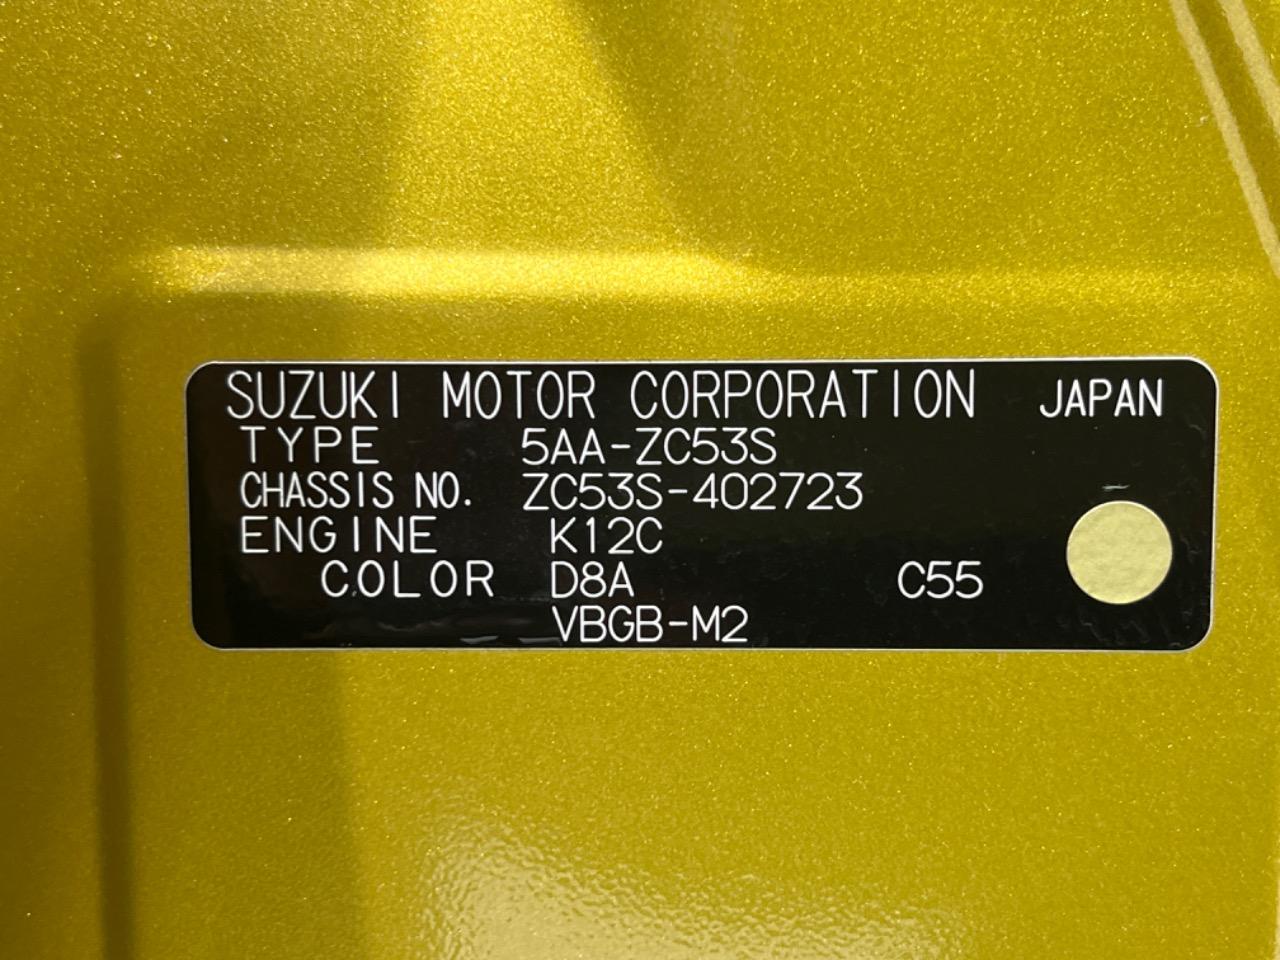 SUZUKI MOTOR CORPORATION JAPAN
TYPE 5AA-ZC53S
CHASSIS NO. ZC53S-402723
ENGINE K12C
COLOR D8A C55
VBGB-M2